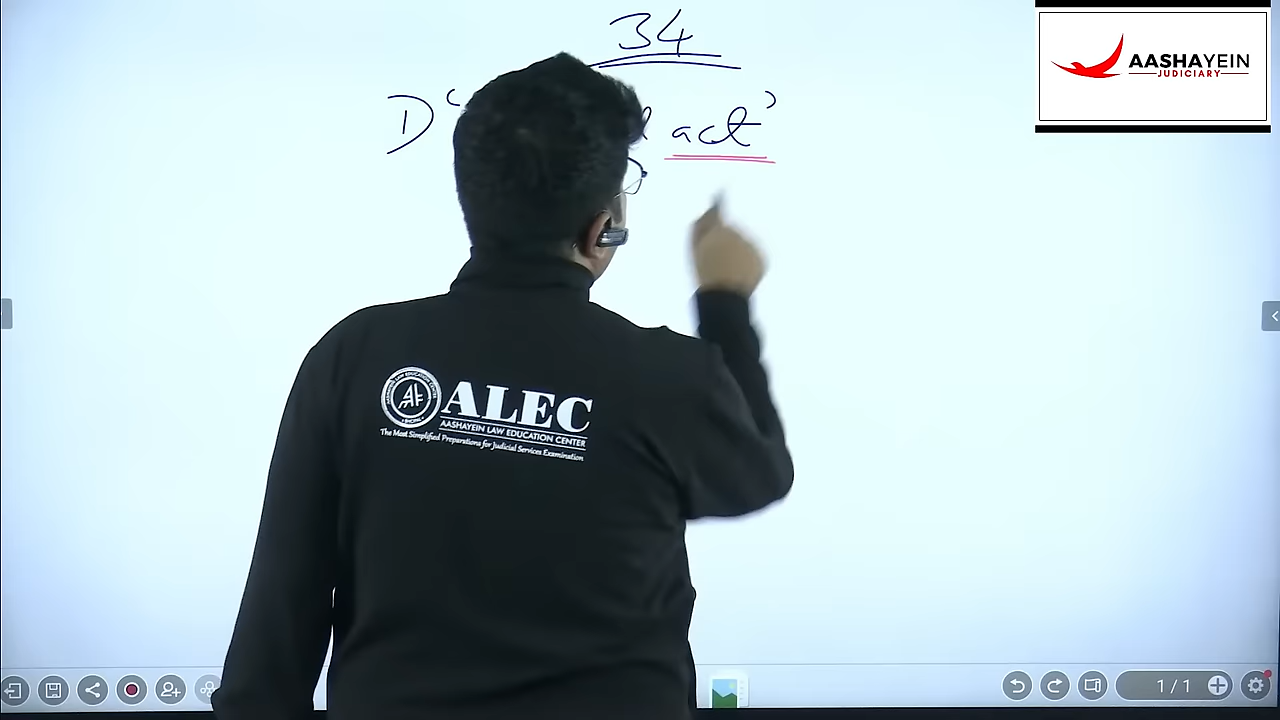 34
D ‘ act ’
AASHAYEIN
JUDICIARY
ALEC
AASHAYEIN LAW EDUCATION CENTER
The Most Simplified Preparations for Judicial Services Examination
1/1